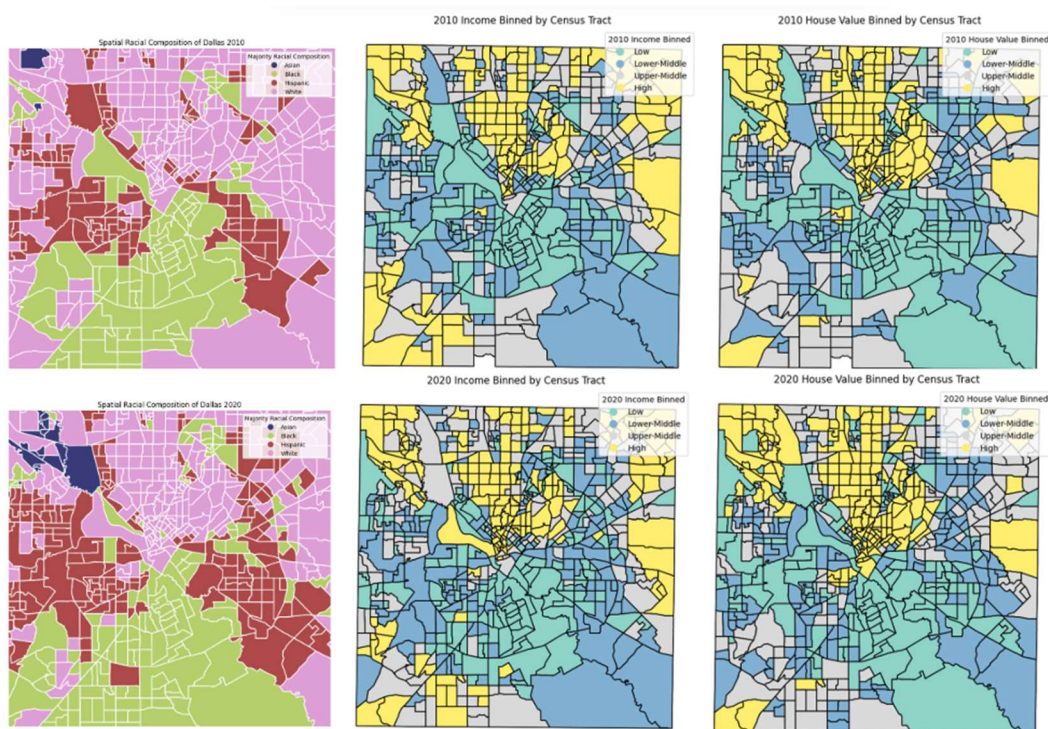 2010 Income Binned by Census Tract
2010 House Value Binned by Census Tract
Spatial Racial Composition of Dallas 2010
Majority Racial Composition
Asian
Black
Hispanic
White
2010 Income Binned
Low
Lower-Middle
Upper-Middle
High
2010 House Value Binned
Low
Lower-Middle
Upper-Middle
High
2020 Income Binned by Census Tract
2020 House Value Binned by Census Tract
Spatial Racial Composition of Dallas 2020
Majority Racial Composition
Asian
Black
Hispanic
White
2020 Income Binned
Low
Lower-Middle
Upper-Middle
High
2020 House Value Binned
Low
Lower-Middle
Upper-Middle
High